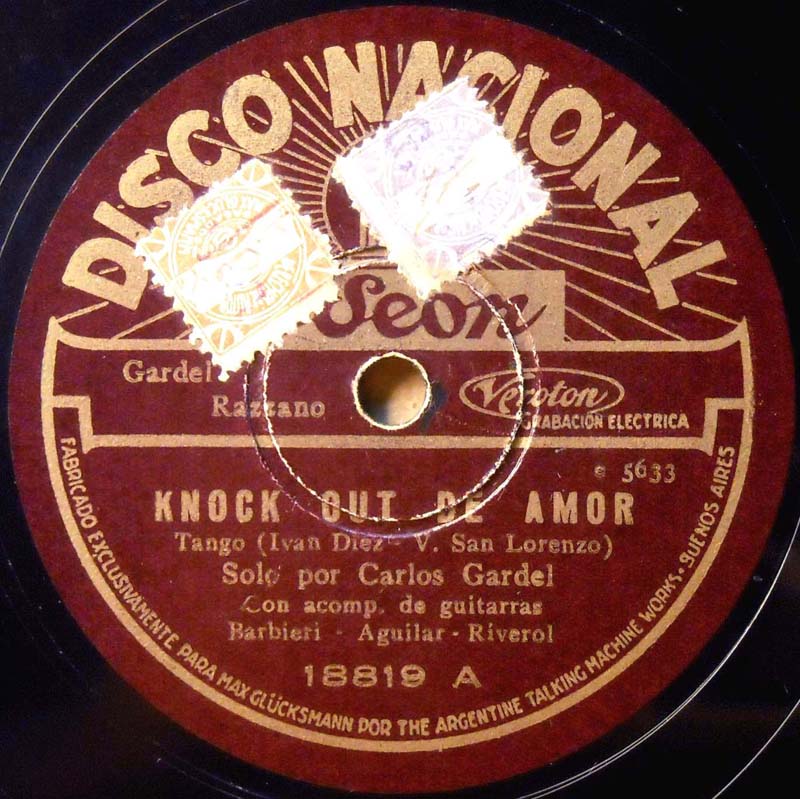 DISCO NACIONAL
Gardel
Razzano
Veroton
GRABACIÓN ELECTRICA
e 5633
KNOCK OUT DE AMOR
Tango (Ivan Diez - V. San Lorenzo)
Solo por Carlos Gardel
Con acomp. de guitarras
Barbieri - Aguilar - Riverol
18819 A
FABRICADO EXCLUSIVAMENTE PARA MAX GLÜCKSMANN POR THE ARGENTINE TALKING MACHINE WORKS · BUENOS AIRES